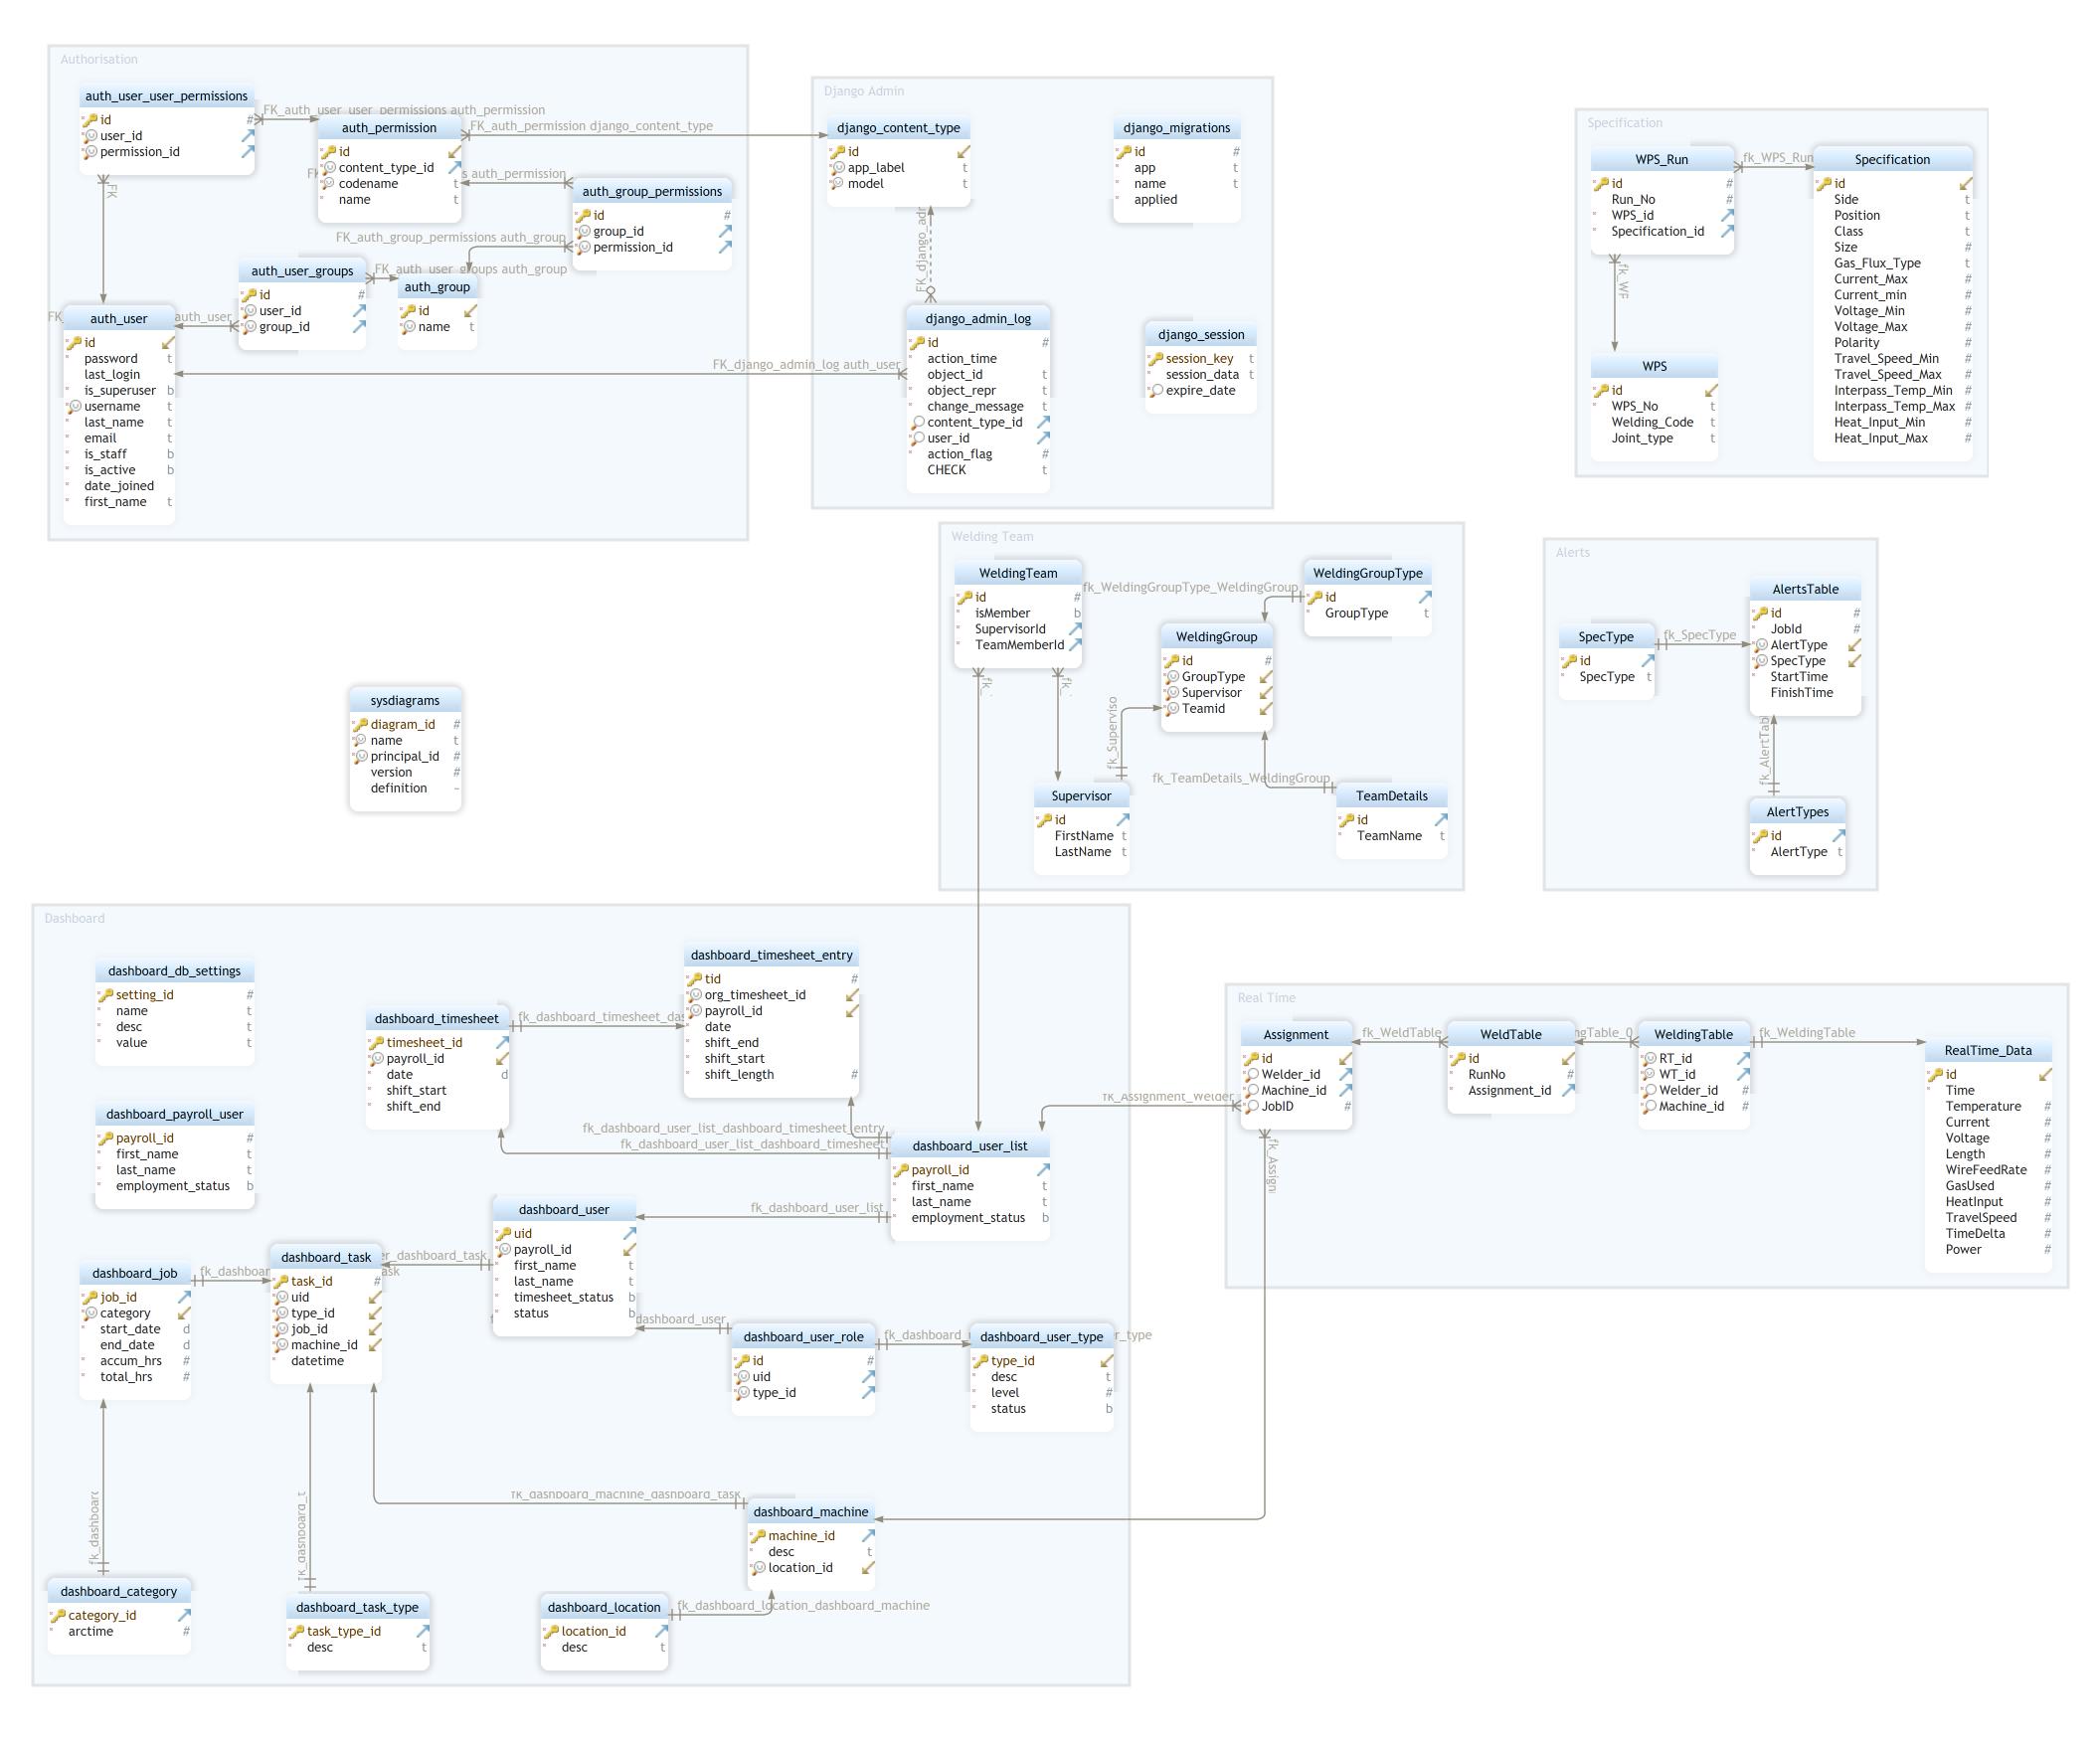 Authorisation
auth_user_user_permissions
id #
user_id
permission_id
FK_auth_user_user_permissions auth_permission
auth_permission
id
content_type_id
codename t
name t
FK_auth_permission django_content_type
s auth_permission
auth_group_permissions
id #
group_id
permission_id
FK_auth_group_permissions auth_group
auth_user_groups
id #
user_id
group_id
FK_auth_user_groups auth_group
auth_group
id
name t
FK
FK_
auth_user
auth_user
id
password t
last_login
is_superuser b
username t
last_name t
email t
is_staff b
is_active b
date_joined
first_name t
FK_django_admin_log auth_user
Django Admin
django_content_type
id
app_label t
model t
FK_django_adr
django_migrations
id #
app t
name t
applied
django_admin_log
id #
action_time
object_id t
object_repr t
change_message t
content_type_id
user_id
action_flag #
CHECK t
django_session
session_key t
session_data t
expire_date
Specification
WPS_Run
id #
Run_No #
WPS_id
Specification_id
fk_WPS_Run
Specification
id
Side t
Position t
Class t
Size #
Gas_Flux_Type t
Current_Max #
Current_min #
Voltage_Min #
Voltage_Max #
Polarity #
Travel_Speed_Min #
Travel_Speed_Max #
Interpass_Temp_Min #
Interpass_Temp_Max #
Heat_Input_Min #
Heat_Input_Max #
WPS
id
WPS_No t
Welding_Code t
Joint_type t
Welding Team
WeldingTeam
id #
isMember b
SupervisorId
TeamMemberId
fk_
fk_
fk_WeldingGroupType_WeldingGroup
WeldingGroupType
id
GroupType t
WeldingGroup
id #
GroupType
Supervisor
Teamid
fk_Superviso
Supervisor
id
FirstName t
LastName t
fk_TeamDetails_WeldingGroup
TeamDetails
id
TeamName t
Alerts
SpecType
id
SpecType t
fk_SpecType
AlertsTable
id #
JobId #
AlertType
SpecType
StartTime
FinishTime
fk_AlertTab
AlertTypes
id
AlertType t
sysdiagrams
diagram_id #
name t
principal_id #
version #
definition ~
Dashboard
dashboard_db_settings
setting_id #
name t
desc t
value t
dashboard_payroll_user
payroll_id #
first_name t
last_name t
employment_status b
dashboard_timesheet
timesheet_id
payroll_id
date d
shift_start
shift_end
fk_dashboard_timesheet_das
dashboard_timesheet_entry
tid #
org_timesheet_id
payroll_id
date
shift_end
shift_start
shift_length #
fk_dashboard_user_list_dashboard_timesheet_entry
fk_dashboard_user_list_dashboard_timesheet
dashboard_user_list
payroll_id
first_name t
last_name t
employment_status b
fk_dashboard_user_list
dashboard_user
uid
payroll_id
first_name t
last_name t
timesheet_status b
status b
dashboard_user
dashboard_job
job_id
category
start_date d
end_date d
accum_hrs #
total_hrs #
fk_dashboar
dashboard_task
task_id #
uid
type_id
job_id
machine_id
datetime
er_dashboard_task
ask
dashboard_user_role
id #
uid
type_id
dashboard_user_type
type_id
desc t
level #
status b
fk_dashboard_
r_type
fk_dashboard_machine_dashboard_task
dashboard_machine
machine_id
desc t
location_id
fk_dashboard
dashboard_category
category_id
arctime #
fk_dashboard_t
dashboard_task_type
task_type_id
desc t
dashboard_location
location_id
desc t
fk_dashboard_location_dashboard_machine
Real Time
Assignment
id
Welder_id
Machine_id
JobID #
fk_Assignment_Welder
fk_Assign
fk_WeldTable
WeldTable
id
RunNo #
Assignment_id
ngTable_0
WeldingTable
RT_id
WT_id
Welder_id #
Machine_id #
fk_WeldingTable
RealTime_Data
id
Time
Temperature #
Current #
Voltage #
Length #
WireFeedRate #
GasUsed #
HeatInput #
TravelSpeed #
TimeDelta #
Power #